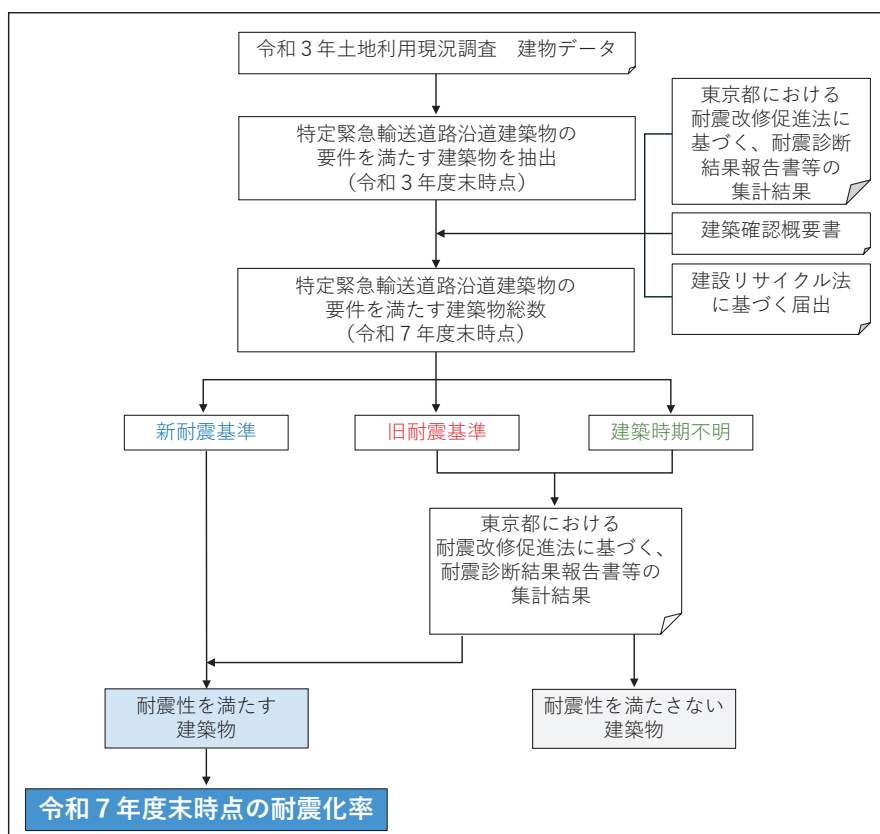 令和３年土地利用現況調査　建物データ
特定緊急輸送道路沿道建築物の
要件を満たす建築物を抽出
（令和３年度末時点）
東京都における
耐震改修促進法に
基づく、耐震診断
結果報告書等の
集計結果
建築確認概要書
建設リサイクル法
に基づく届出
特定緊急輸送道路沿道建築物の
要件を満たす建築物総数
（令和７年度末時点）
新耐震基準
旧耐震基準
建築時期不明
東京都における
耐震改修促進法に基づく、
耐震診断結果報告書等の
集計結果
耐震性を満たす
建築物
耐震性を満たさない
建築物
令和７年度末時点の耐震化率